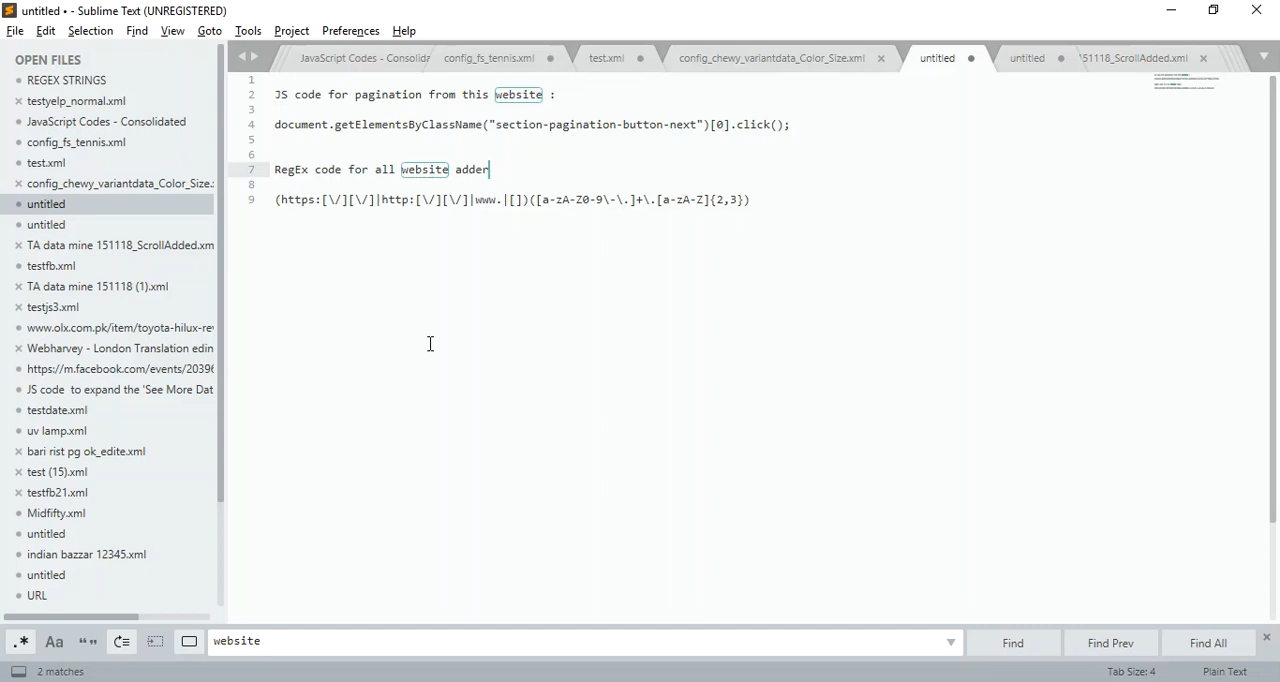 untitled • - Sublime Text (UNREGISTERED)
File Edit Selection Find View Goto Tools Project Preferences Help
OPEN FILES
REGEX STRINGS
testyelp_normal.xml
JavaScript Codes - Consolidated
config_fs_tennis.xml
test.xml
config_chewy_variantdata_Color_Size.
untitled
untitled
TA data mine 151118_ScrollAdded.xm
testfb.xml
TA data mine 151118 (1).xml
testjs3.xml
www.olx.com.pk/item/toyota-hilux-re
Webharvey - London Translation edin
https://m.facebook.com/events/20396
JS code to expand the 'See More Dat
testdate.xml
uv lamp.xml
bari rist pg ok_edite.xml
test (15).xml
testfb21.xml
Midfifty.xml
untitled
indian bazzar 12345.xml
untitled
URL
JavaScript Codes - Consolida config_fs_tennis.xml test.xml config_chewy_variantdata_Color_Size.xml untitled untitled 151118_ScrollAdded.xml
1
2 JS code for pagination from this website :
3
4 document.getElementsByClassName("section-pagination-button-next")[0].click();
5
6
7 RegEx code for all website adder
8
9 (https:[\/][\/]|http:[\/][\/]|www.|[])([a-zA-Z0-9\-\.]+\.[a-zA-Z]{2,3})
.* Aa “ ” website Find Find Prev Find All
2 matches Tab Size: 4 Plain Text